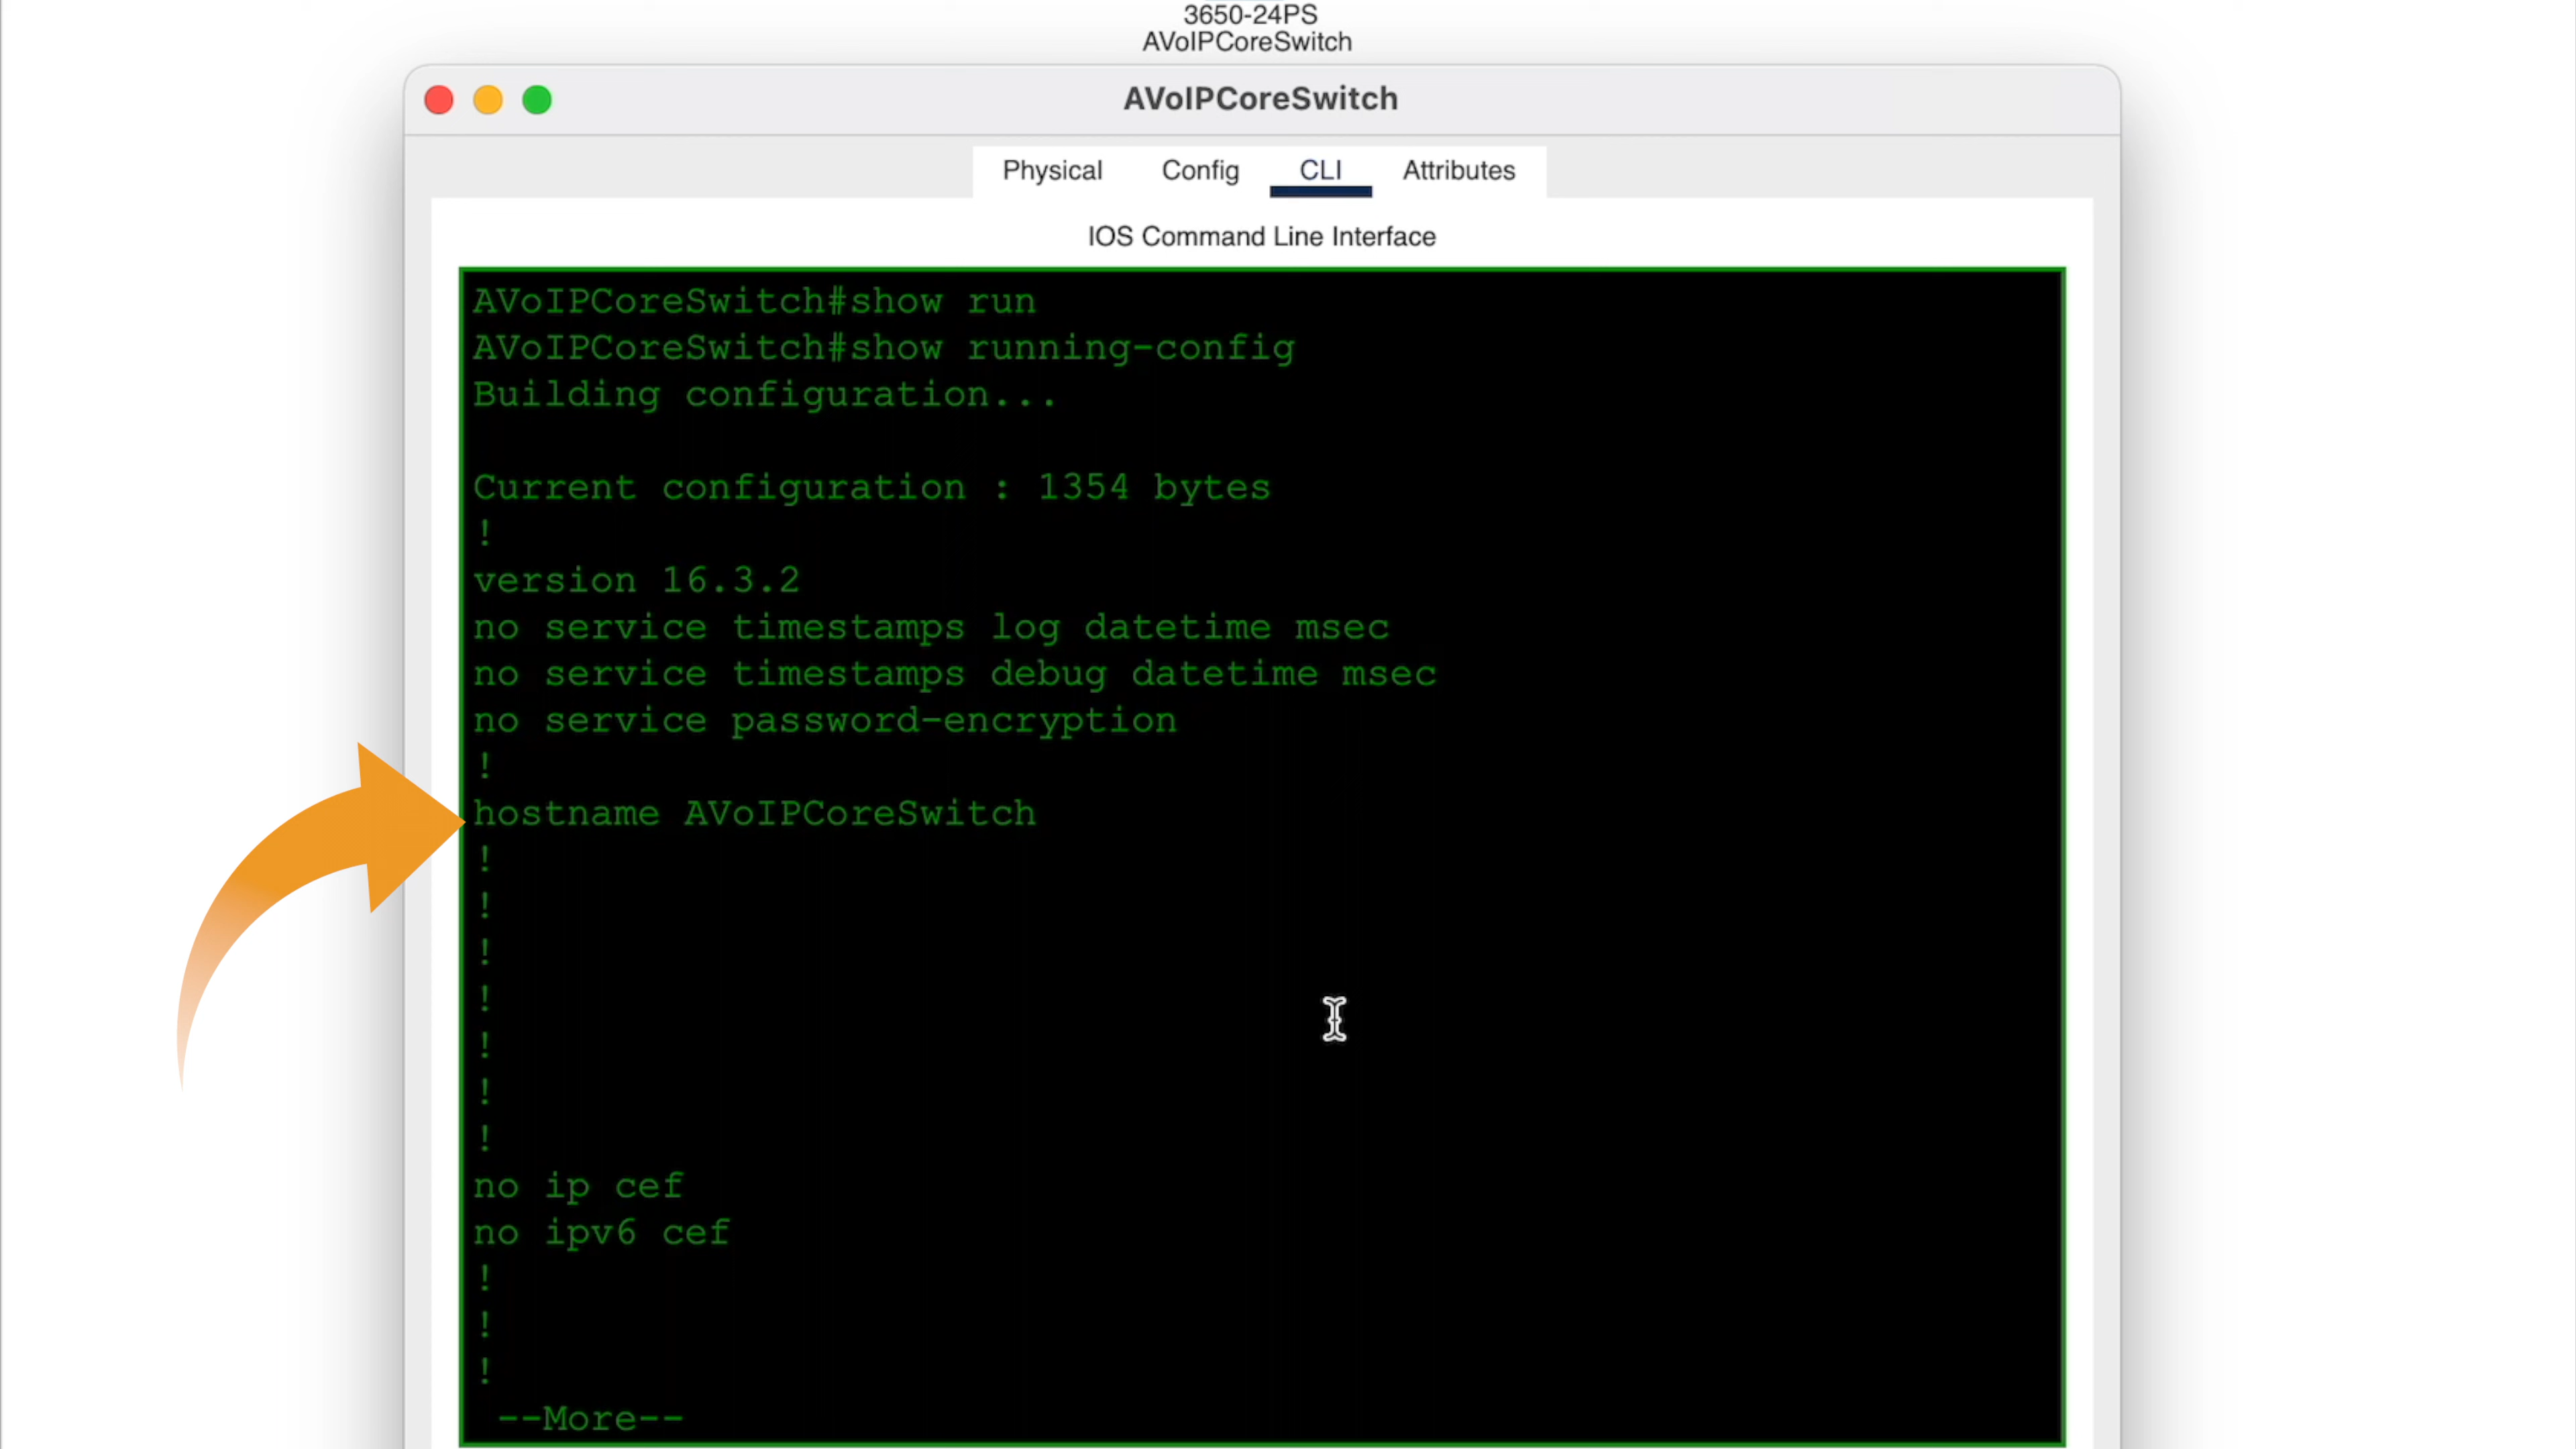 3650-24PS
AVoIPCoreSwitch
AVoIPCoreSwitch
Physical Config CLI Attributes
IOS Command Line Interface
AVoIPCoreSwitch#show run
AVoIPCoreSwitch#show running-config
Building configuration...
Current configuration : 1354 bytes
!
version 16.3.2
no service timestamps log datetime msec
no service timestamps debug datetime msec
no service password-encryption
!
hostname AVoIPCoreSwitch
!
!
!
!
!
!
!
no ip cef
no ipv6 cef
!
!
!
--More--